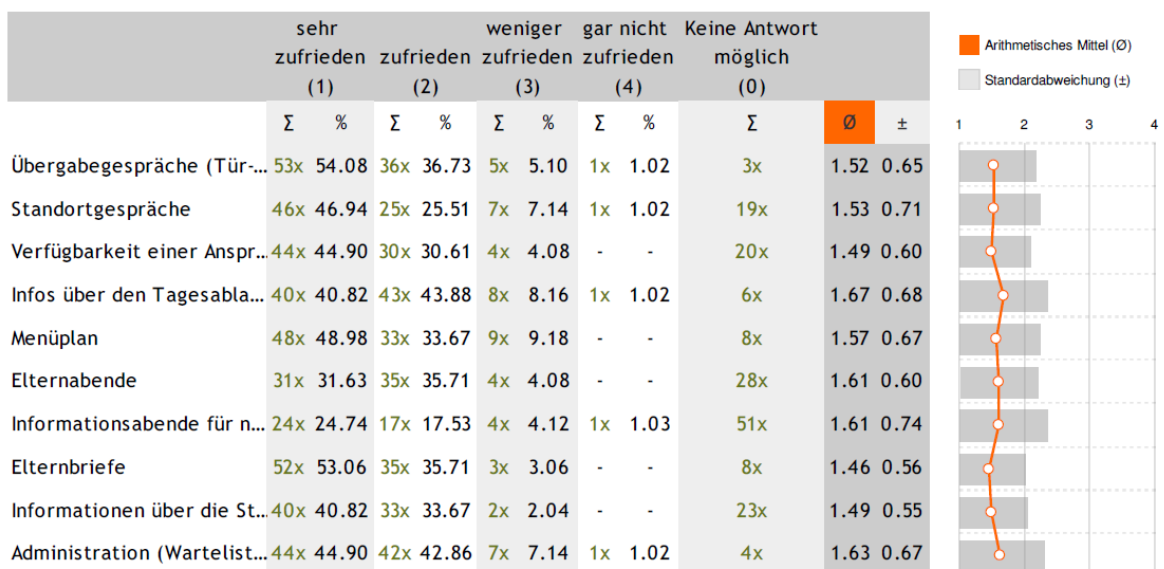 sehr weniger gar nicht Keine Antwort
zufrieden zufrieden zufrieden zufrieden möglich
(1) (2) (3) (4) (0)
Arithmetisches Mittel (Ø)
Standardabweichung (±)
Σ % Σ % Σ % Σ % Σ Ø ± 1 2 3 4
Übergabegespräche (Tür-... 53x 54.08 36x 36.73 5x 5.10 1x 1.02 3x 1.52 0.65
Standortgespräche 46x 46.94 25x 25.51 7x 7.14 1x 1.02 19x 1.53 0.71
Verfügbarkeit einer Anspr... 44x 44.90 30x 30.61 4x 4.08 - - 20x 1.49 0.60
Infos über den Tagesabla... 40x 40.82 43x 43.88 8x 8.16 1x 1.02 6x 1.67 0.68
Menüplan 48x 48.98 33x 33.67 9x 9.18 - - 8x 1.57 0.67
Elternabende 31x 31.63 35x 35.71 4x 4.08 - - 28x 1.61 0.60
Informationsabende für n... 24x 24.74 17x 17.53 4x 4.12 1x 1.03 51x 1.61 0.74
Elternbriefe 52x 53.06 35x 35.71 3x 3.06 - - 8x 1.46 0.56
Informationen über die St... 40x 40.82 33x 33.67 2x 2.04 - - 23x 1.49 0.55
Administration (Wartelist... 44x 44.90 42x 42.86 7x 7.14 1x 1.02 4x 1.63 0.67